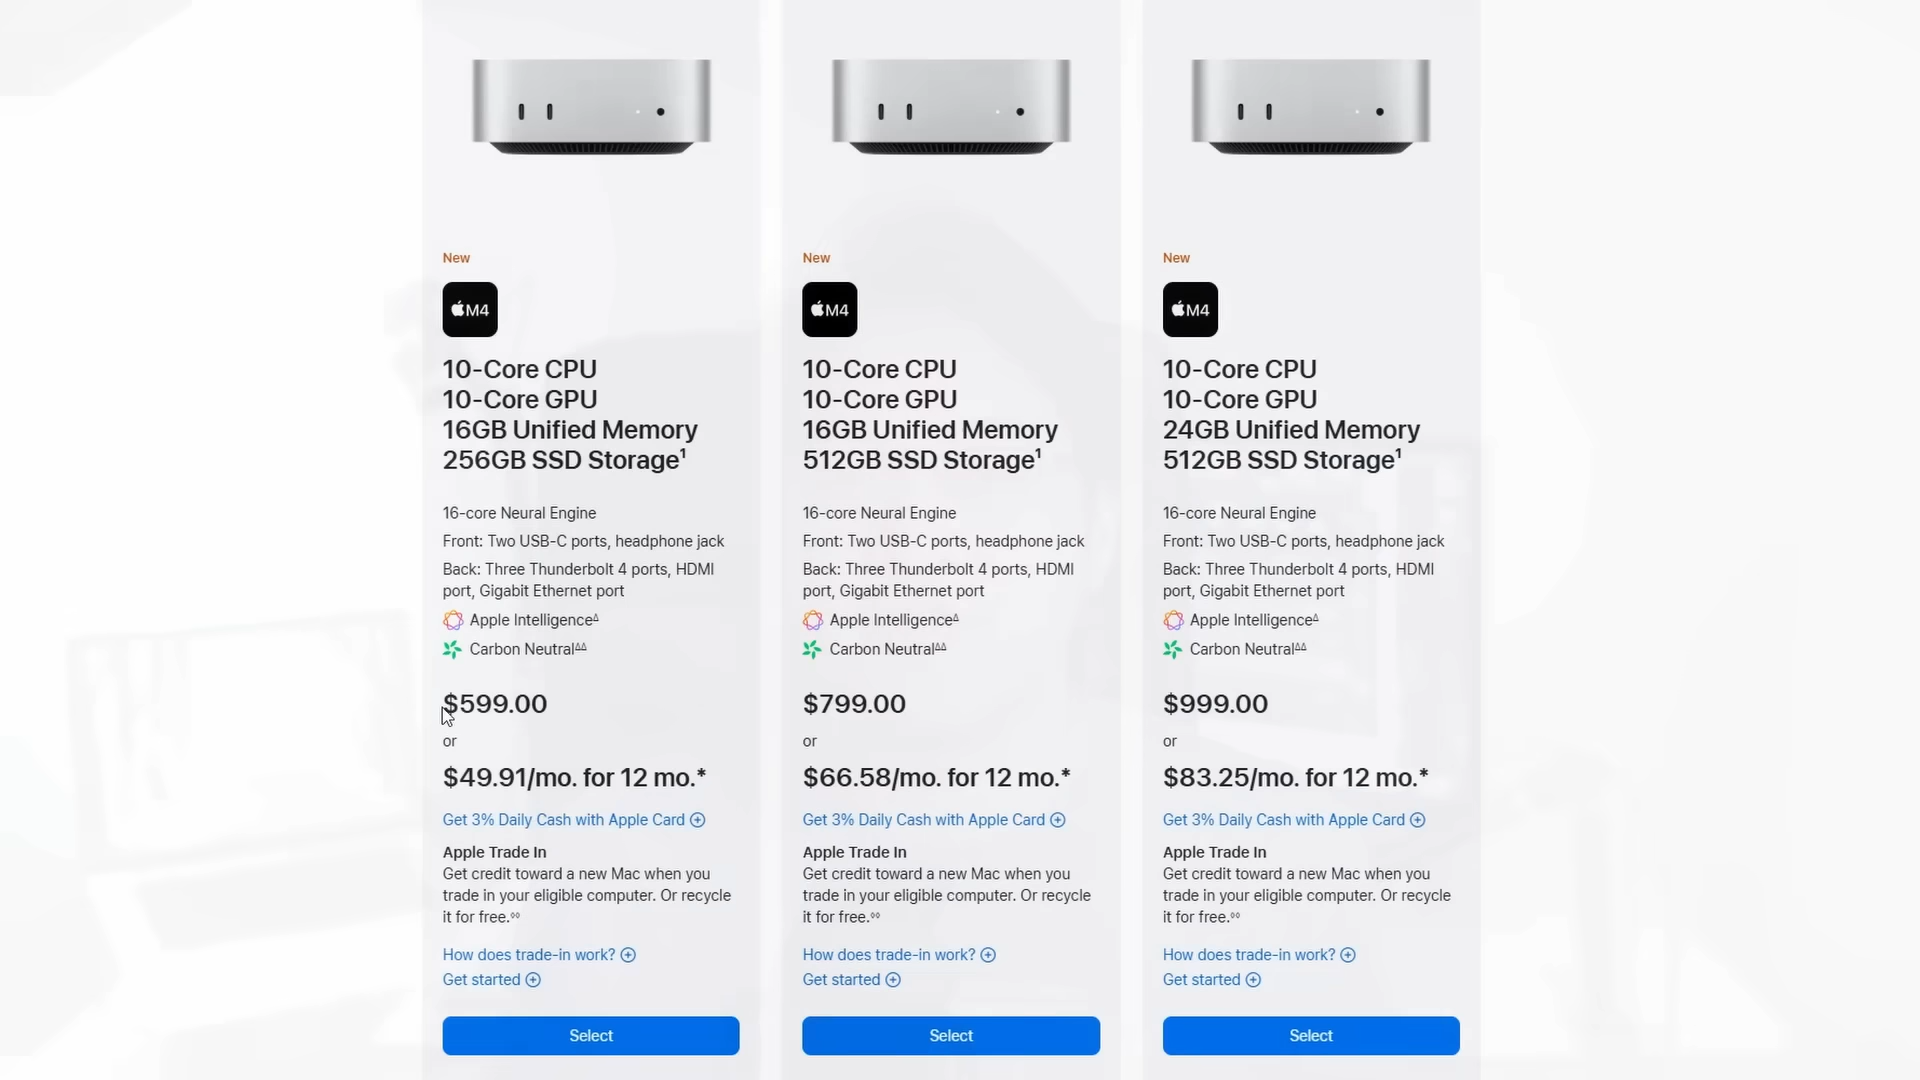 New
M4
10-Core CPU
10-Core GPU
16GB Unified Memory
256GB SSD Storage¹
16-core Neural Engine
Front: Two USB-C ports, headphone jack
Back: Three Thunderbolt 4 ports, HDMI
port, Gigabit Ethernet port
Apple Intelligence^Δ
Carbon Neutral^ΔΔ
$599.00
or
$49.91/mo. for 12 mo.*
Get 3% Daily Cash with Apple Card
Apple Trade In
Get credit toward a new Mac when you
trade in your eligible computer. Or recycle
it for free.◊◊
How does trade-in work?
Get started
Select
New
M4
10-Core CPU
10-Core GPU
16GB Unified Memory
512GB SSD Storage¹
16-core Neural Engine
Front: Two USB-C ports, headphone jack
Back: Three Thunderbolt 4 ports, HDMI
port, Gigabit Ethernet port
Apple Intelligence^Δ
Carbon Neutral^ΔΔ
$799.00
or
$66.58/mo. for 12 mo.*
Get 3% Daily Cash with Apple Card
Apple Trade In
Get credit toward a new Mac when you
trade in your eligible computer. Or recycle
it for free.◊◊
How does trade-in work?
Get started
Select
New
M4
10-Core CPU
10-Core GPU
24GB Unified Memory
512GB SSD Storage¹
16-core Neural Engine
Front: Two USB-C ports, headphone jack
Back: Three Thunderbolt 4 ports, HDMI
port, Gigabit Ethernet port
Apple Intelligence^Δ
Carbon Neutral^ΔΔ
$999.00
or
$83.25/mo. for 12 mo.*
Get 3% Daily Cash with Apple Card
Apple Trade In
Get credit toward a new Mac when you
trade in your eligible computer. Or recycle
it for free.◊◊
How does trade-in work?
Get started
Select